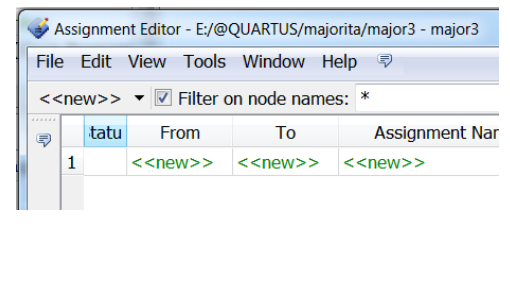 Assignment Editor - E:/@QUARTUS/majorita/major3 - major3
File Edit View Tools Window Help
<<new>> Filter on node names: *
tatu From To Assignment Nar
1 <<new>> <<new>> <<new>>